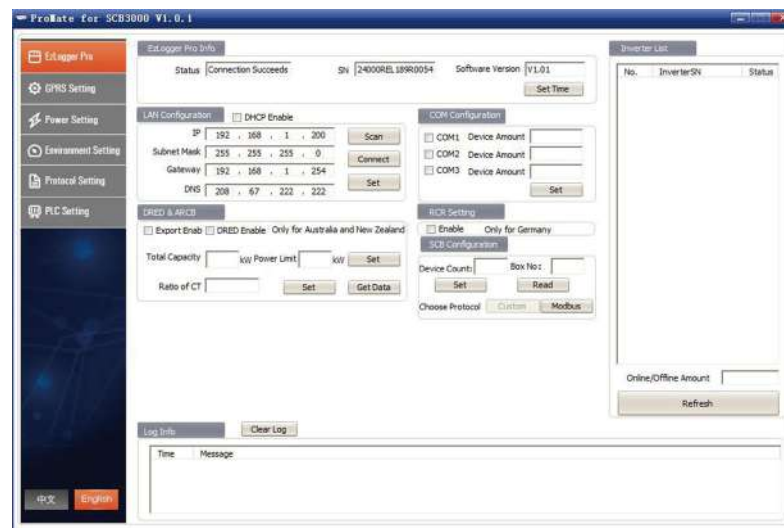 ProMate for SCB3000 V1.0.1
EzLogger Pro
GPRS Setting
Power Setting
Environment Setting
Protocol Setting
PLC Setting
中文 English
EzLogger Pro Info
Status Connection Succeeds SN 24000REL189R0054 Software Version V1.01
Set Time
LAN Configuration DHCP Enable
IP 192 . 168 . 1 . 200 Scan
Subnet Mask 255 . 255 . 255 . 0 Connect
Gateway 192 . 168 . 1 . 254
DNS 208 . 67 . 222 . 222 Set
COM Configuration
COM1 Device Amount
COM2 Device Amount
COM3 Device Amount
Set
DRED & ARCB
Export Enab DRED Enable Only for Australia and New Zealand
Total Capacity kW Power Limit kW Set
Ratio of CT Set Get Data
RCR Setting
Enable Only for Germany
SCB Configuration
Device Count: Box No:
Set Read
Choose Protocol Custom Modbus
Inverter List
No. InverterSN Status
Online/Offline Amount
Refresh
Log Info Clear Log
Time Message